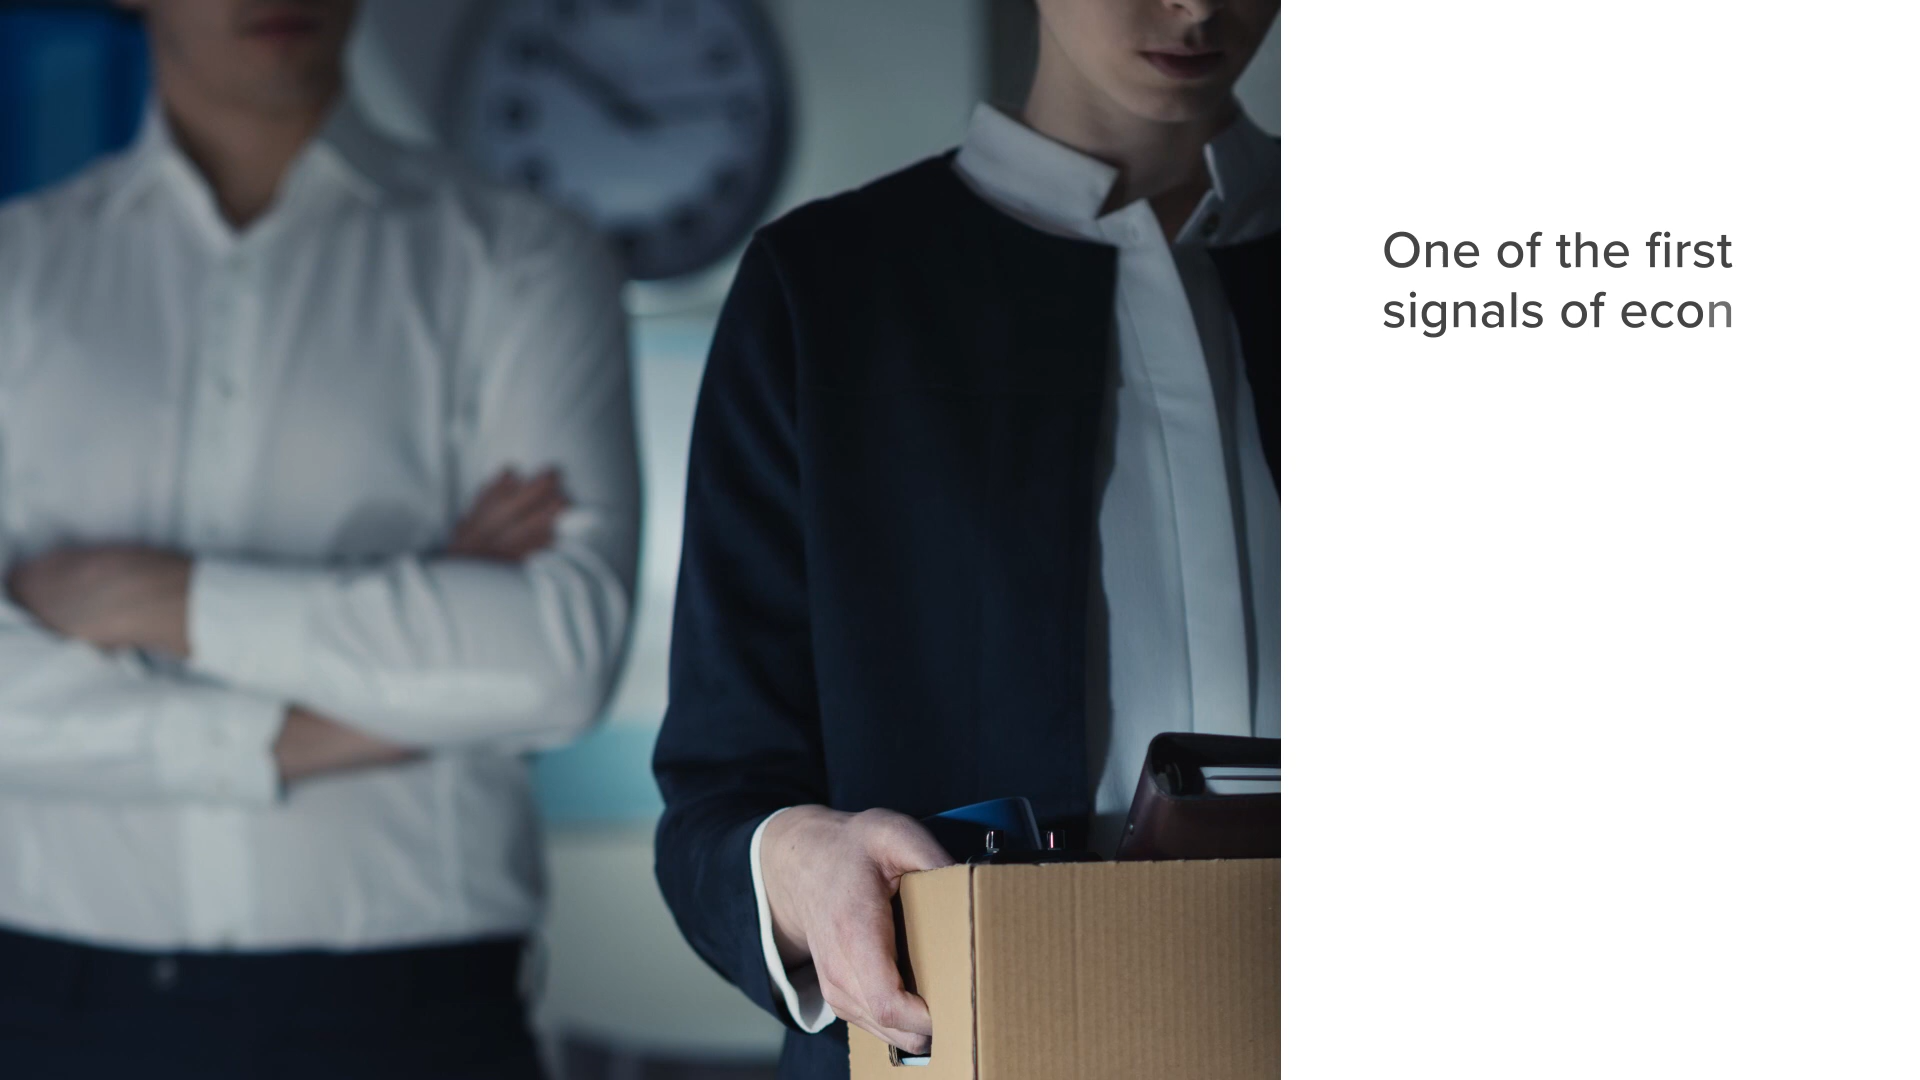 One of the first
signals of econ